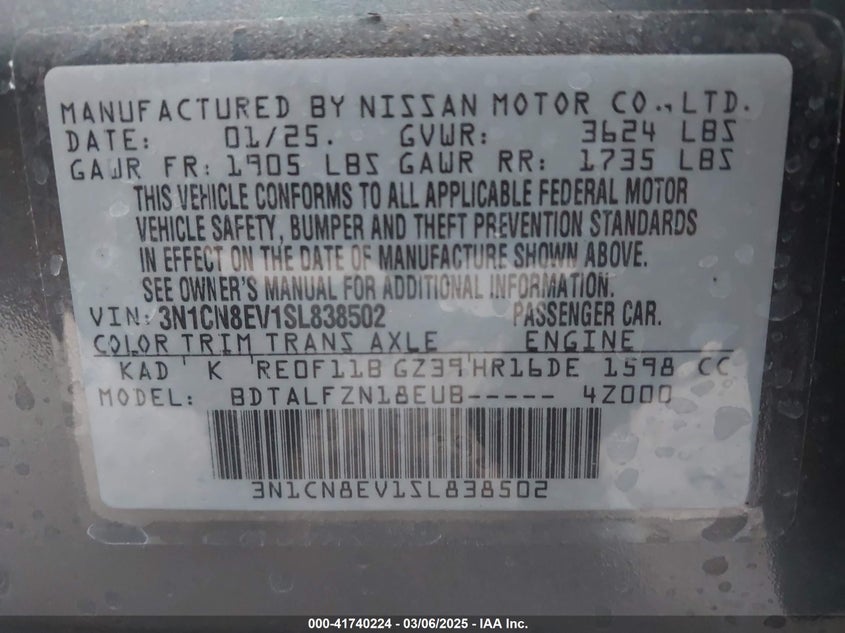 MANUFACTURED BY NISSAN MOTOR CO., LTD.
DATE: 01/25. GVWR: 3624 LBS
GAWR FR: 1905 LBS GAWR RR: 1735 LBS
THIS VEHICLE CONFORMS TO ALL APPLICABLE FEDERAL MOTOR
VEHICLE SAFETY, BUMPER AND THEFT PREVENTION STANDARDS
IN EFFECT ON THE DATE OF MANUFACTURE SHOWN ABOVE.
SEE OWNER'S MANUAL FOR ADDITIONAL INFORMATION.
VIN: 3N1CN8EV1SL838502 PASSENGER CAR.
COLOR TRIM TRANS AXLE ENGINE
KAD K RE0F11B GZ39 HR16DE 1598 CC
MODEL: BDTALFZN18EUB----- 4Z000
3N1CN8EV1SL838502
000-41740224 - 03/06/2025 - IAA Inc.